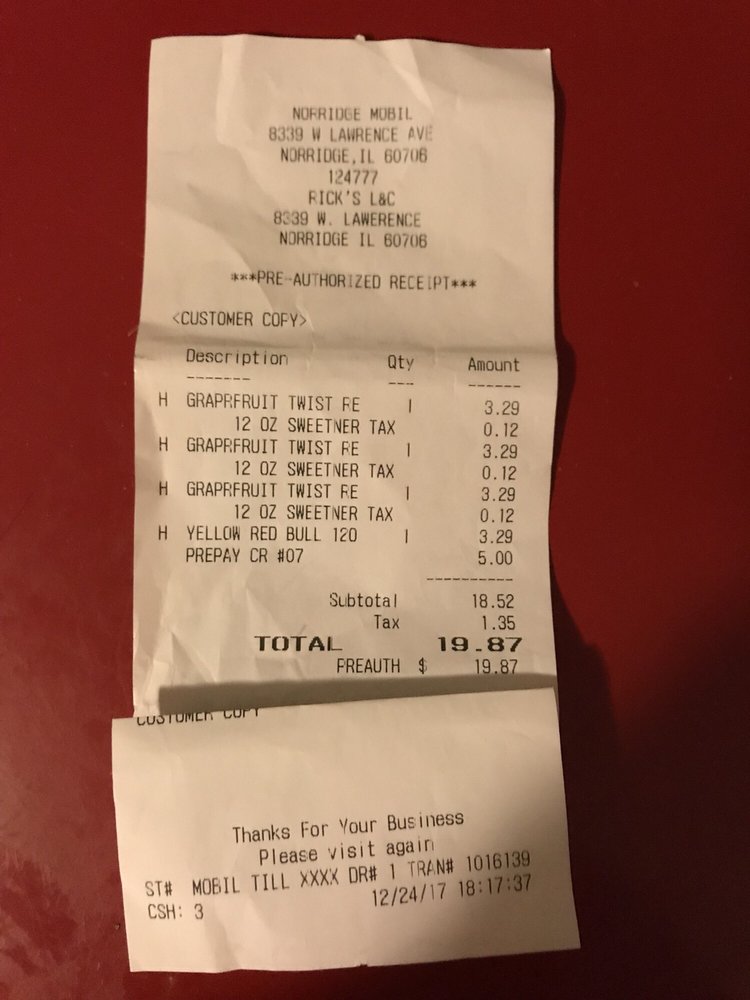 NORRIDGE MOBIL
8339 W LAWRENCE AVE
NORRIDGE, IL 60706
124777
RICK'S L&C
8339 W. LAWERENCE
NORRIDGE IL 60706
***PRE-AUTHORIZED RECEIPT***
<CUSTOMER COPY>
Description Qty Amount
------- --- ------
H GRAPRFRUIT TWIST RE 1 3.29
12 OZ SWEETNER TAX 0.12
H GRAPRFRUIT TWIST RE 1 3.29
12 OZ SWEETNER TAX 0.12
H GRAPRFRUIT TWIST RE 1 3.29
12 OZ SWEETNER TAX 0.12
H YELLOW RED BULL 120 1 3.29
PREPAY CR #07 5.00
----------
Subtotal 18.52
Tax 1.35
TOTAL 19.87
PREAUTH $ 19.87
CUSTOMER COPY
Thanks For Your Business
Please visit again
ST# MOBIL TILL XXXX DR# 1 TRAN# 1016139
CSH: 3 12/24/17 18:17:37